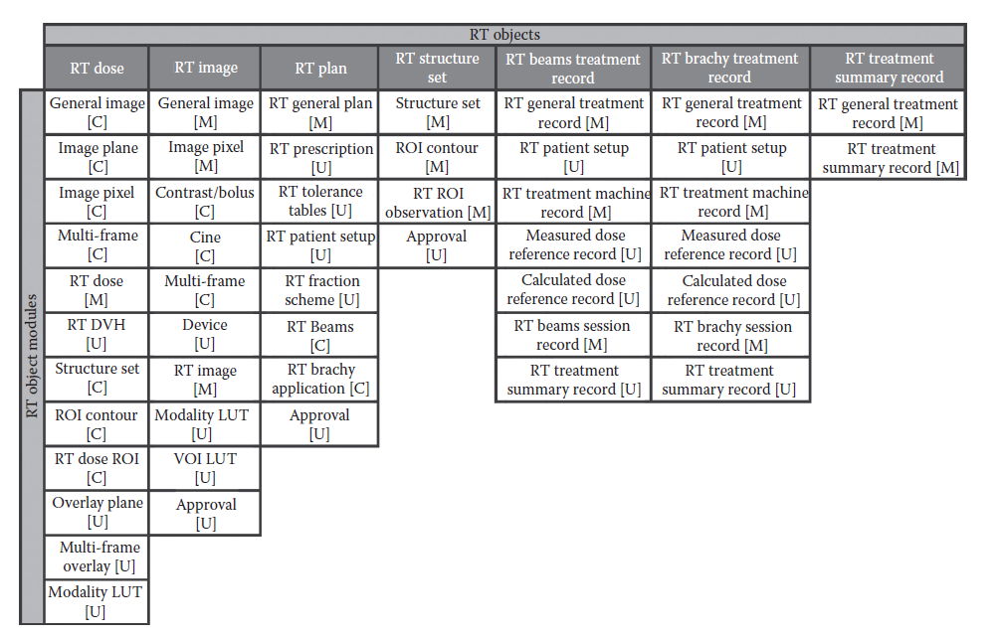 RT objects
RT dose
RT image
RT plan
RT structure
set
RT beams treatment
record
RT brachy treatment
record
RT treatment
summary record
RT object modules
General image
[C]
General image
[M]
RT general plan
[M]
Structure set
[M]
RT general treatment
record [M]
RT general treatment
record [M]
RT general treatment
record [M]
Image plane
[C]
Image pixel
[M]
RT prescription
[U]
ROI contour
[M]
RT patient setup
[U]
RT patient setup
[U]
RT treatment
summary record [M]
Image pixel
[C]
Contrast/bolus
[C]
RT tolerance
tables [U]
RT ROI
observation [M]
RT treatment machine
record [M]
RT treatment machine
record [M]
Multi-frame
[C]
Cine
[C]
RT patient setup
[U]
Approval
[U]
Measured dose
reference record [U]
Measured dose
reference record [U]
RT dose
[M]
Multi-frame
[C]
RT fraction
scheme [U]
Calculated dose
reference record [U]
Calculated dose
reference record [U]
RT DVH
[U]
Device
[U]
RT Beams
[C]
RT beams session
record [M]
RT brachy session
record [M]
Structure set
[C]
RT image
[M]
RT brachy
application [C]
RT treatment
summary record [U]
RT treatment
summary record [U]
ROI contour
[C]
Modality LUT
[U]
Approval
[U]
RT dose ROI
[C]
VOI LUT
[U]
Overlay plane
[U]
Approval
[U]
Multi-frame
overlay [U]
Modality LUT
[U]